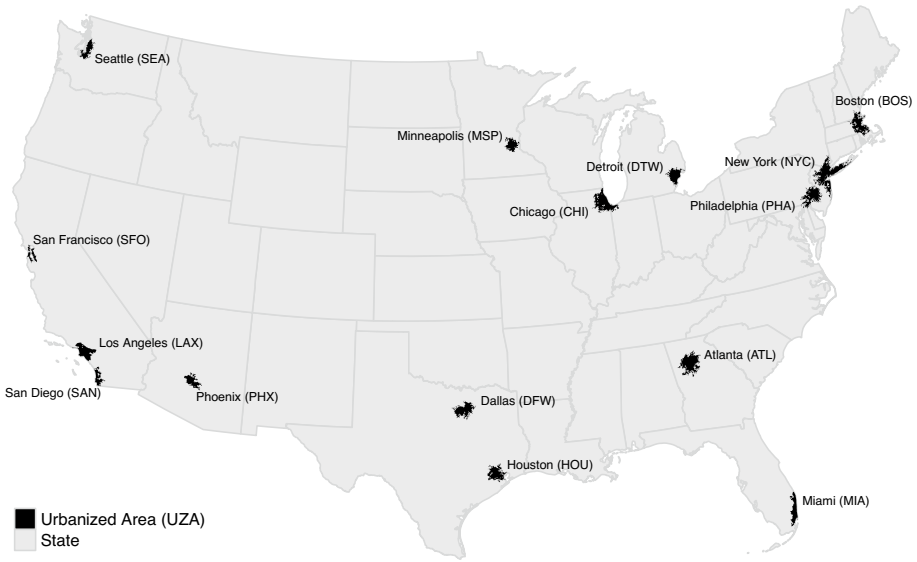 Seattle (SEA)
Boston (BOS)
Minneapolis (MSP)
New York (NYC)
Detroit (DTW)
Philadelphia (PHA)
Chicago (CHI)
San Francisco (SFO)
Los Angeles (LAX)
Atlanta (ATL)
San Diego (SAN)
Phoenix (PHX)
Dallas (DFW)
Houston (HOU)
Miami (MIA)
Urbanized Area (UZA)
State